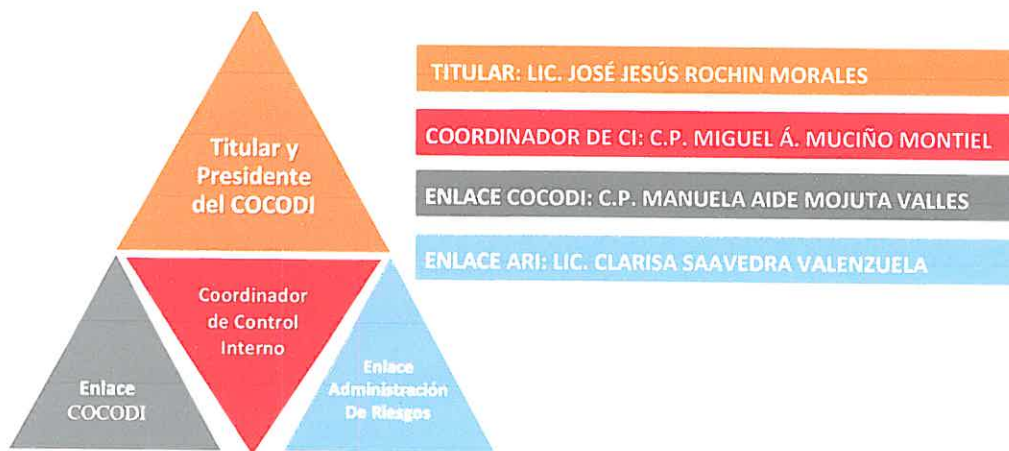 Titular y
Presidente
del COCODI
Coordinador
de Control
Interno
Enlace
COCODI
Enlace
Administración
De Riesgos
TITULAR: LIC. JOSÉ JESÚS ROCHIN MORALES
COORDINADOR DE CI: C.P. MIGUEL Á. MUCIÑO MONTIEL
ENLACE COCODI: C.P. MANUELA AIDE MOJUTA VALLES
ENLACE ARI: LIC. CLARISA SAAVEDRA VALENZUELA